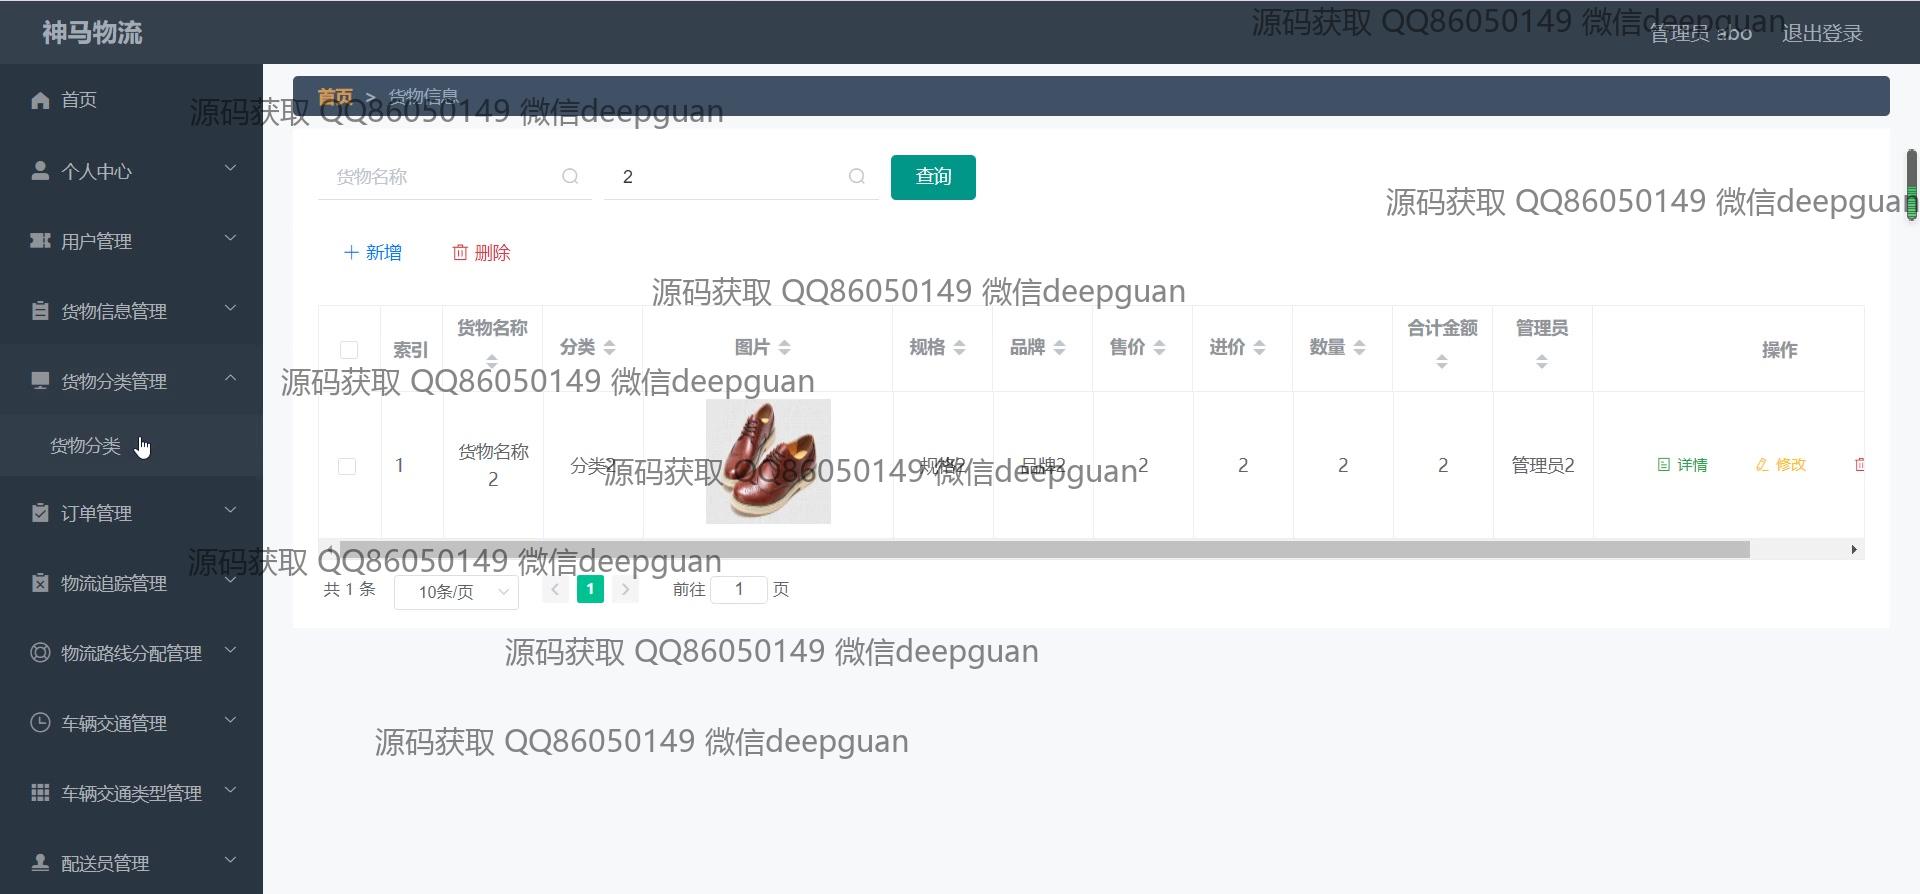 神马物流
源码获取 QQ86050149 微信deepguan
管理员 abo
退出登录
首页
个人中心
用户管理
货物信息管理
货物分类管理
货物分类
订单管理
物流追踪管理
物流路线分配管理
车辆交通管理
车辆交通类型管理
配送员管理
首页 > 货物信息
源码获取 QQ86050149 微信deepguan
货物名称
2
查询
源码获取 QQ86050149 微信deepguan
新增
删除
源码获取 QQ86050149 微信deepguan
索引 货物名称 分类 图片 规格 品牌 售价 进价 数量 合计金额 管理员 操作
源码获取 QQ86050149 微信deepguan
1 货物名称2 分类2 规格2 品牌2 2 2 2 2 管理员2 详情 修改
源码获取 QQ86050149 微信deepguan
源码获取 QQ86050149 微信deepguan
共 1 条 10条/页 1 前往 1 页
源码获取 QQ86050149 微信deepguan
源码获取 QQ86050149 微信deepguan